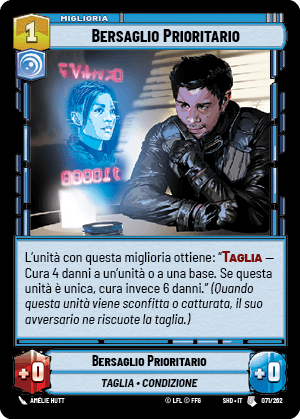 1
MIGLIORIA
BERSAGLIO PRIORITARIO
L'unità con questa miglioria ottiene: "TAGLIA –
Cura 4 danni a un'unità o a una base. Se questa
unità è unica, cura invece 6 danni." (Quando
questa unità viene sconfitta o catturata, il suo
avversario ne riscuote la taglia.)
+0
BERSAGLIO PRIORITARIO
TAGLIA • CONDIZIONE
+0
AMÉLIE HUTT
© LFL © FFG
SHD • IT
071/262